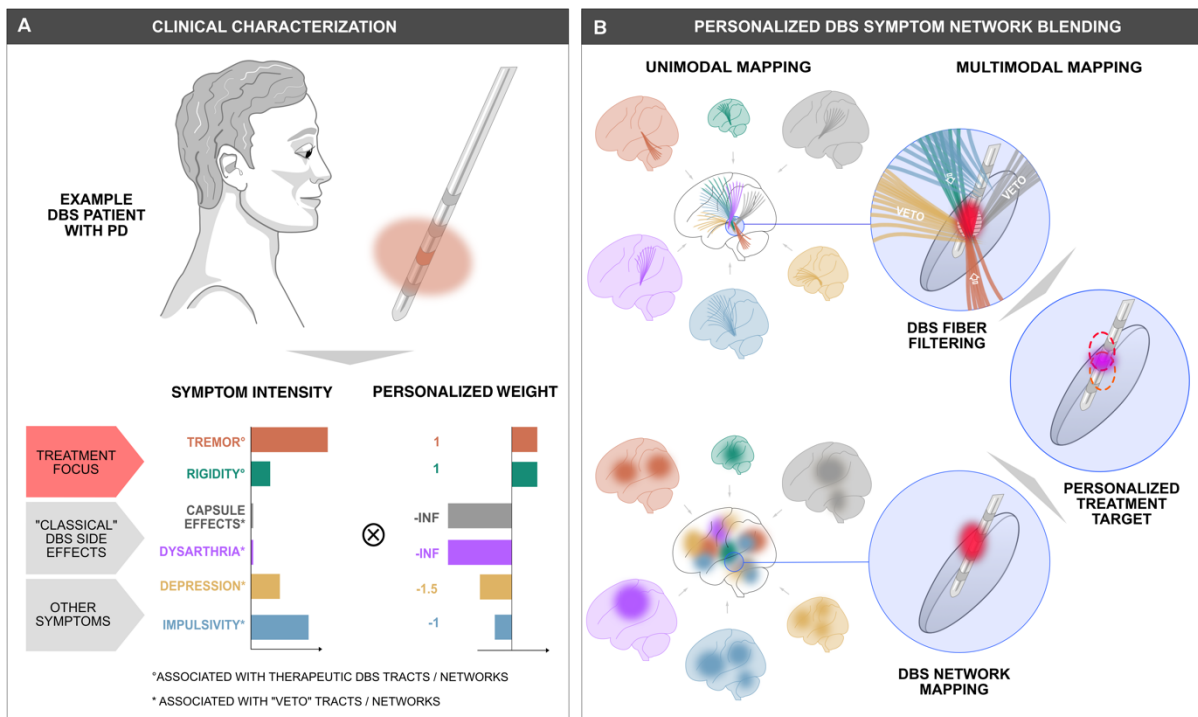 A
CLINICAL CHARACTERIZATION
EXAMPLE
DBS PATIENT
WITH PD
SYMPTOM INTENSITY
PERSONALIZED WEIGHT
TREATMENT
FOCUS
TREMOR°
1
RIGIDITY°
1
"CLASSICAL"
DBS SIDE
EFFECTS
CAPSULE
EFFECTS*
-INF
DYSARTHRIA*
-INF
OTHER
SYMPTOMS
DEPRESSION*
-1.5
IMPULSIVITY*
-1
°ASSOCIATED WITH THERAPEUTIC DBS TRACTS / NETWORKS
* ASSOCIATED WITH "VETO" TRACTS / NETWORKS
B
PERSONALIZED DBS SYMPTOM NETWORK BLENDING
UNIMODAL MAPPING
MULTIMODAL MAPPING
VETO
VETO
DBS FIBER
FILTERING
PERSONALIZED
TREATMENT
TARGET
DBS NETWORK
MAPPING